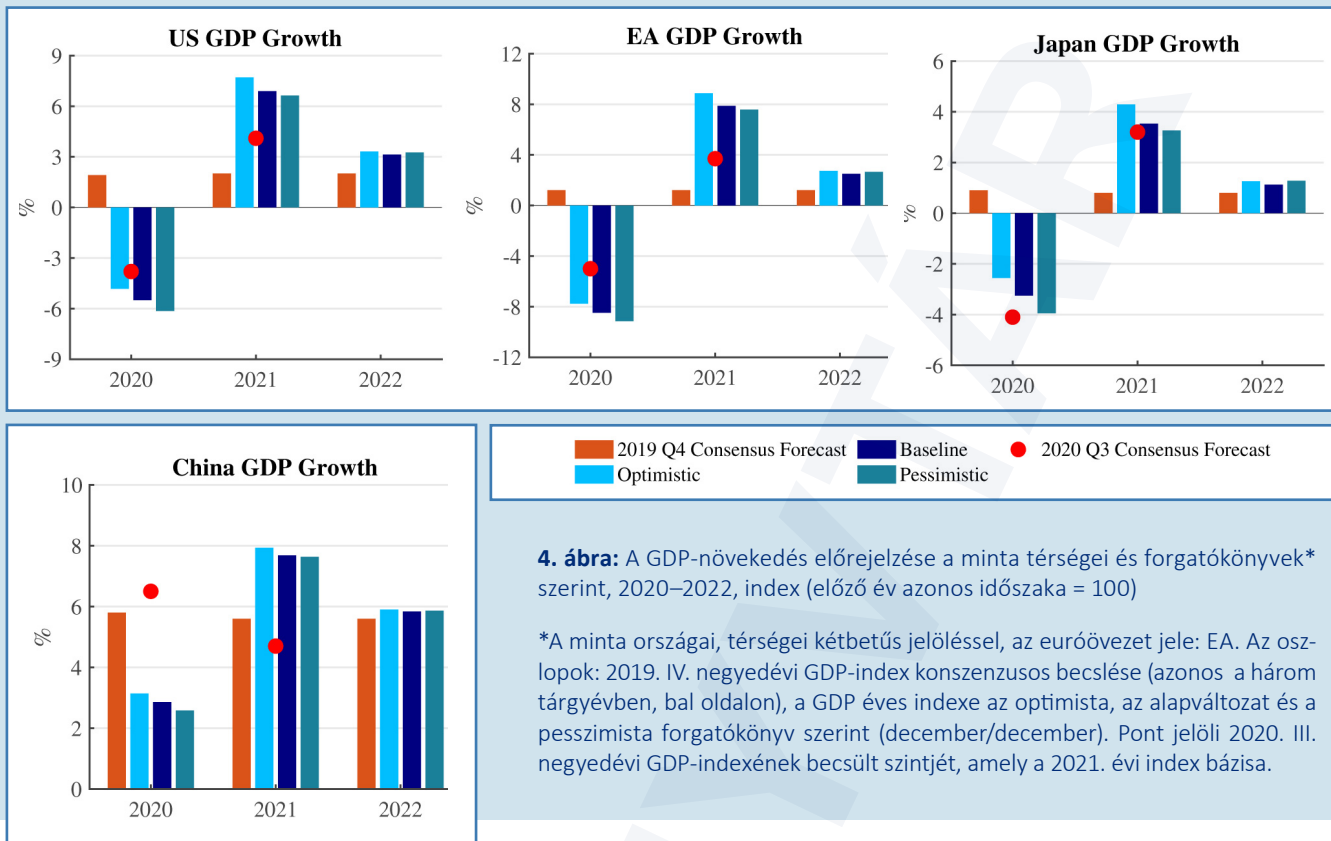 US GDP Growth
9
6
3
0
-3
-6
-9
%
2020 2021 2022
EA GDP Growth
12
8
4
0
-4
-8
-12
%
2020 2021 2022
Japan GDP Growth
6
4
2
0
-2
-4
-6
%
2020 2021 2022
China GDP Growth
10
8
6
4
2
0
%
2020 2021 2022
2019 Q4 Consensus Forecast Baseline 2020 Q3 Consensus Forecast
Optimistic Pessimistic
4. ábra: A GDP-növekedés előrejelzése a minta térségei és forgatókönyvek*
szerint, 2020–2022, index (előző év azonos időszaka = 100)
*A minta országai, térségei kétbetűs jelöléssel, az euróövezet jele: EA. Az osz-
lopok: 2019. IV. negyedévi GDP-index konszenzusos becslése (azonos a három
tárgyévben, bal oldalon), a GDP éves indexe az optimista, az alapváltozat és a
pesszimista forgatókönyv szerint (december/december). Pont jelöli 2020. III.
negyedévi GDP-indexének becsült szintjét, amely a 2021. évi index bázisa.
YVTÁR